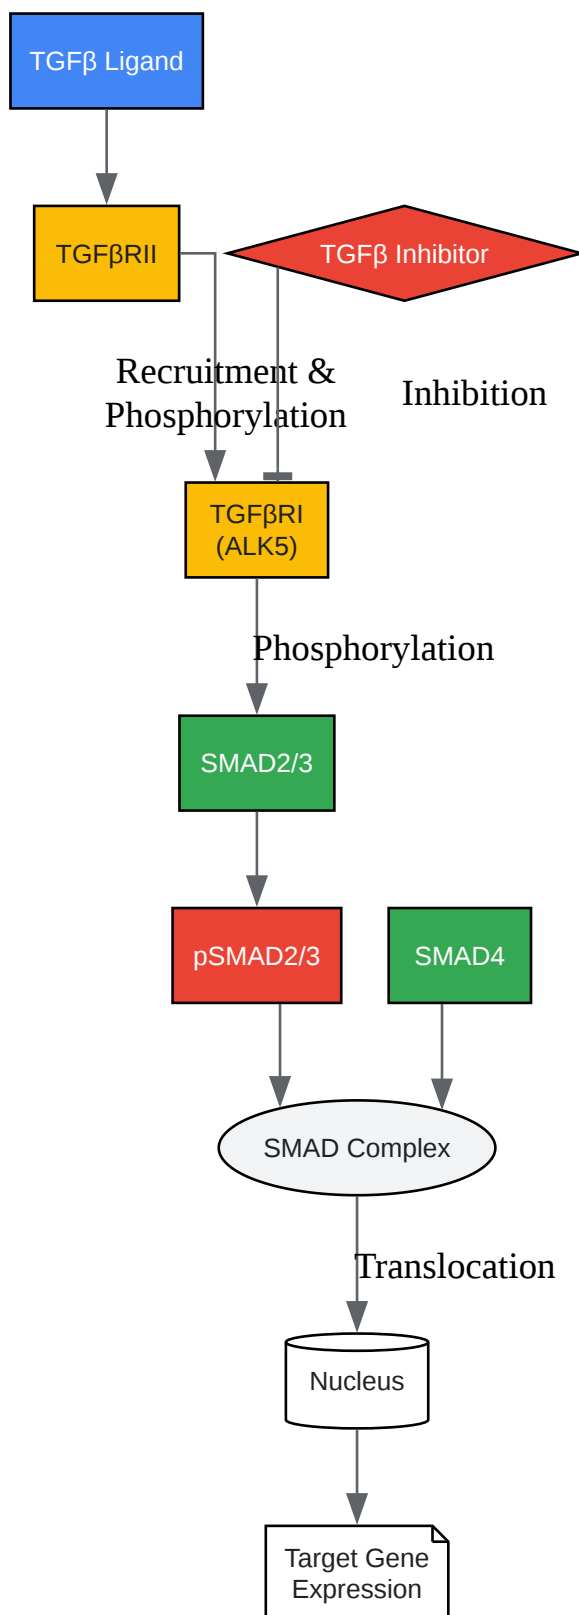 TGFβ Ligand
TGFβRII
TGFβ Inhibitor
Recruitment &
Phosphorylation
Inhibition
TGFβRI
(ALK5)
Phosphorylation
SMAD2/3
pSMAD2/3
SMAD4
SMAD Complex
Translocation
Nucleus
Target Gene
Expression